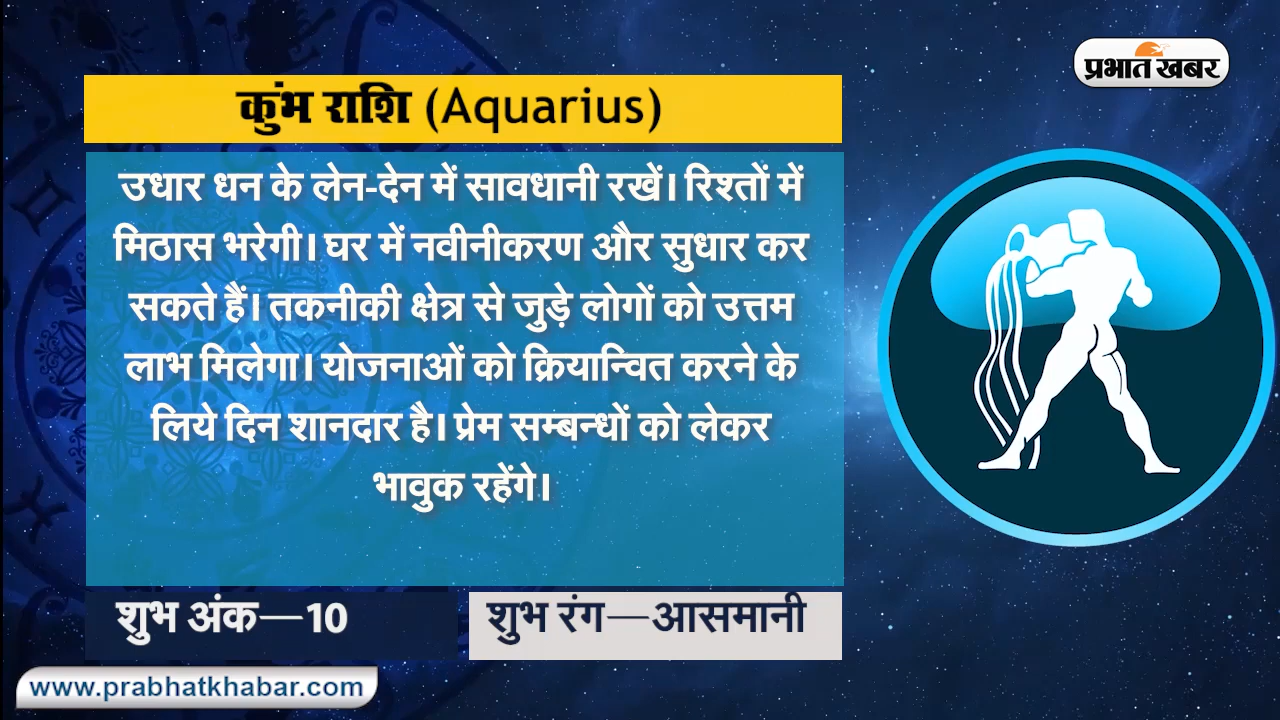 प्रभात खबर
कुंभ राशि (Aquarius)
उधार धन के लेन-देन में सावधानी रखें। रिश्तों में
मिठास भरेगी। घर में नवीनीकरण और सुधार कर
सकते हैं। तकनीकी क्षेत्र से जुड़े लोगों को उत्तम
लाभ मिलेगा। योजनाओं को क्रियान्वित करने के
लिये दिन शानदार है। प्रेम सम्बन्धों को लेकर
भावुक रहेंगे।
शुभ अंक—10
शुभ रंग—आसमानी
www.prabhatkhabar.com